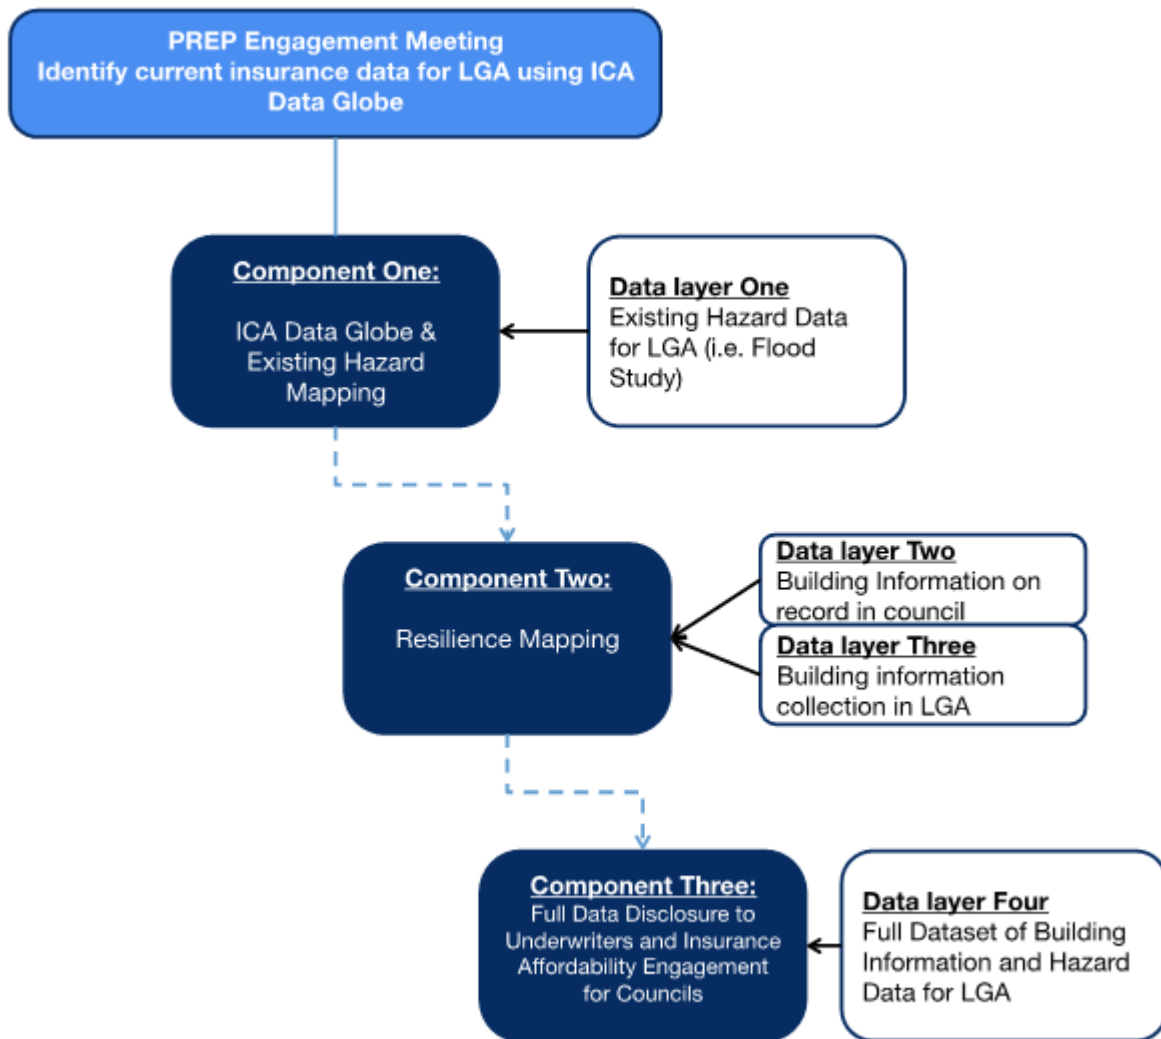 PREP Engagement Meeting
Identify current insurance data for LGA using ICA
Data Globe
Component One:
ICA Data Globe &
Existing Hazard
Mapping
Data layer One
Existing Hazard Data
for LGA (i.e. Flood
Study)
Component Two:
Resilience Mapping
Data layer Two
Building Information on
record in council
Data layer Three
Building information
collection in LGA
Component Three:
Full Data Disclosure to
Underwriters and Insurance
Affordability Engagement
for Councils
Data layer Four
Full Dataset of Building
Information and Hazard
Data for LGA